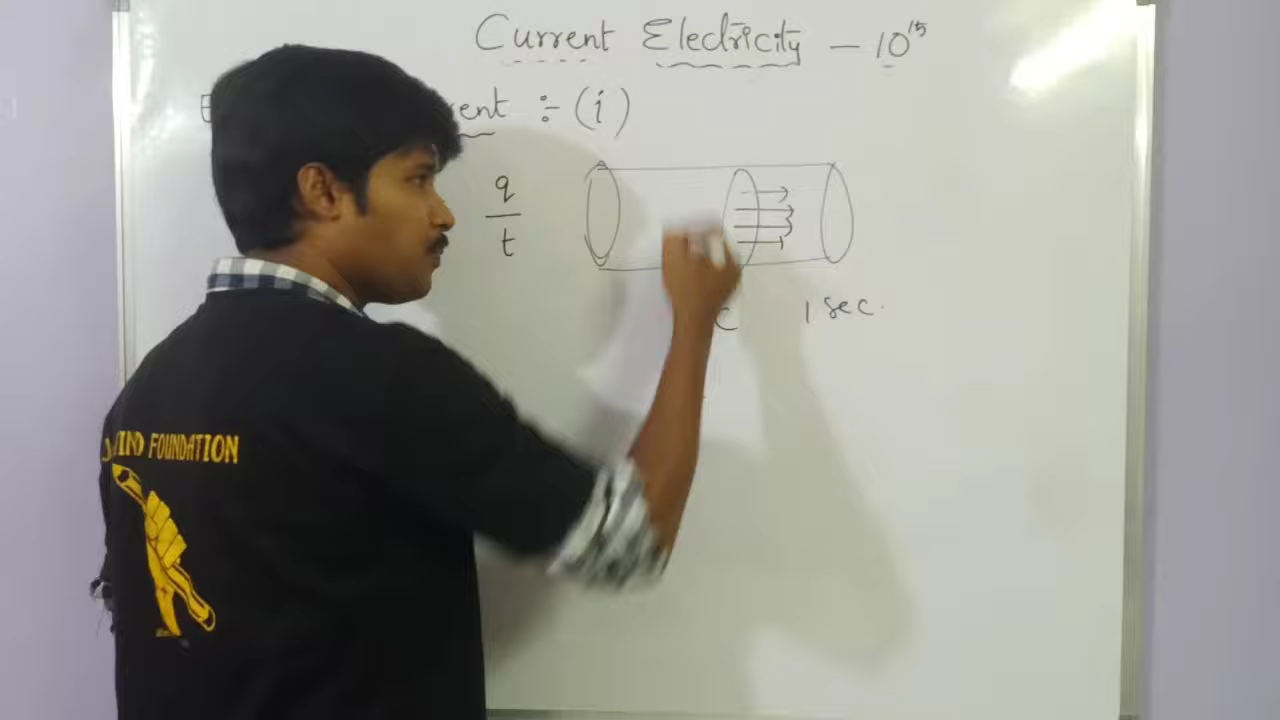 Current Electricity – 10¹⁵
ent ÷ (i)
q
t
c 1 sec.
FOUNDATION